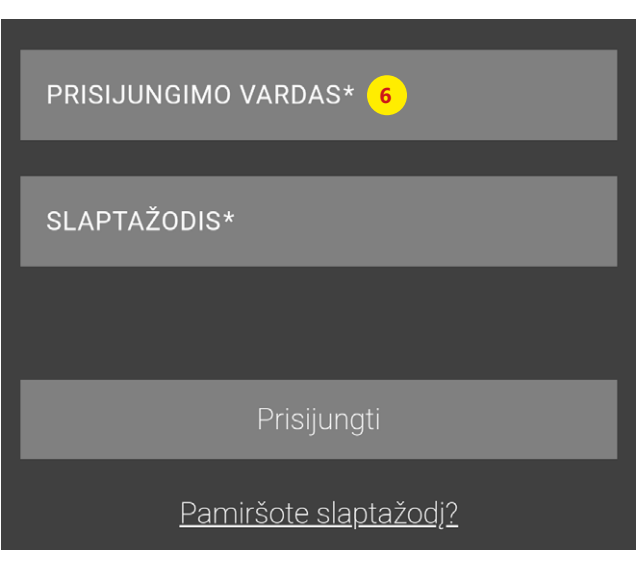 PRISIJUNGIMO VARDAS* 6
SLAPTAŽODIS*
Prisijungti
Pamiršote slaptažodį?